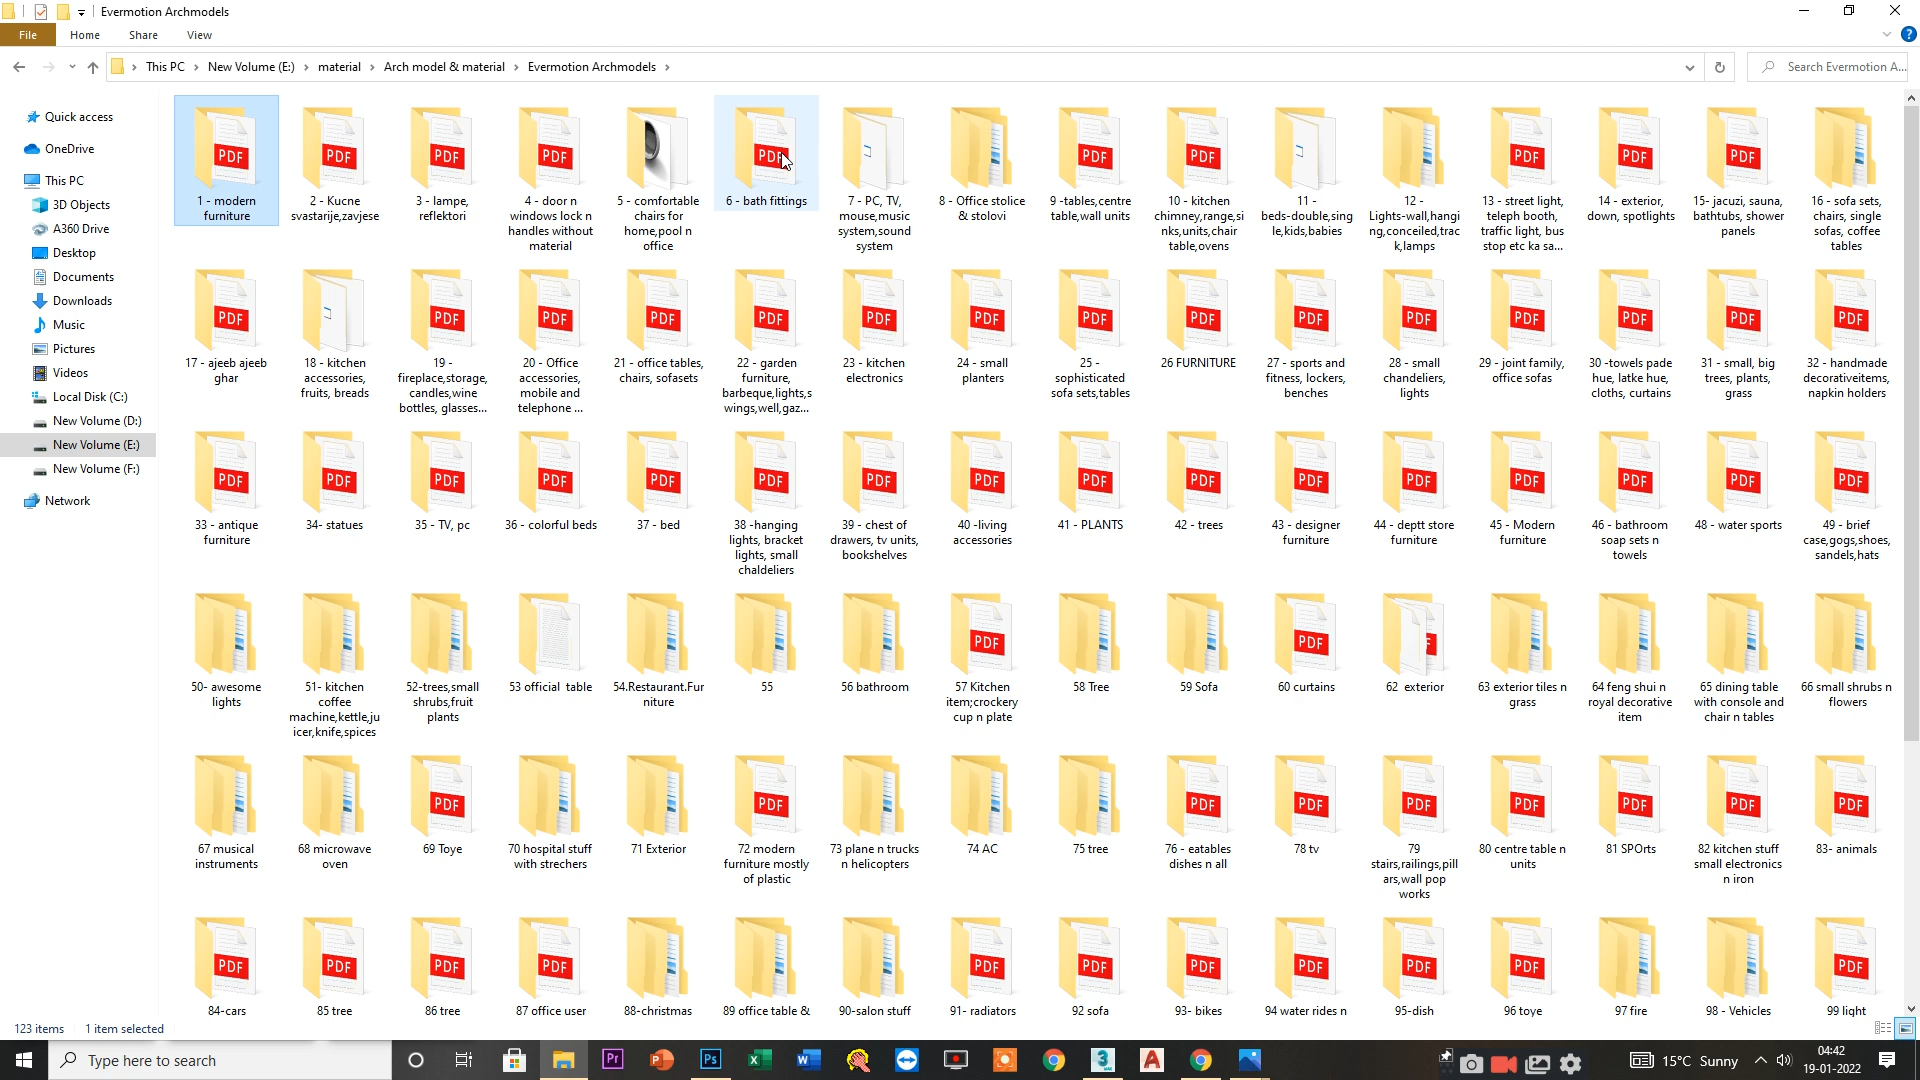 Evermotion Archmodels
File Home Share View
This PC New Volume (E:) material Arch model & material Evermotion Archmodels
Search Evermotion A...
Quick access
OneDrive
This PC
3D Objects
A360 Drive
Desktop
Documents
Downloads
Music
Pictures
Videos
Local Disk (C:)
New Volume (D:)
New Volume (E:)
New Volume (F:)
Network
1 - modern
furniture
2 - Kucne
svastarije,zavjese
3 - lampe,
reflektori
4 - door n
windows lock n
handles without
material
5 - comfortable
chairs for
home,pool n
office
6 - bath fittings
7 - PC, TV,
mouse,music
system,sound
system
8 - Office stolice
& stolovi
9 -tables,centre
table,wall units
10 - kitchen
chimney,range,si
nks,units,chair
table,ovens
11 -
beds-double,sing
le,kids,babies
12 -
Lights-wall,hangi
ng,conceiled,trac
k,lamps
13 - street light,
teleph booth,
traffic light, bus
stop etc ka sa...
14 - exterior,
down, spotlights
15- jacuzi, sauna,
bathtubs, shower
panels
16 - sofa sets,
chairs, single
sofas, coffee
tables
17 - ajeeb ajeeb
ghar
18 - kitchen
accessories,
fruits, breads
19 -
fireplace,storage,
candles,wine
bottles, glasses...
20 - Office
accessories,
mobile and
telephone ...
21 - office tables,
chairs, sofasets
22 - garden
furniture,
barbeque,lights,s
wings,well,gaz...
23 - kitchen
electronics
24 - small
planters
25 -
sophisticated
sofa sets,tables
26 FURNITURE
27 - sports and
fitness, lockers,
benches
28 - small
chandeliers,
lights
29 - joint family,
office sofas
30 -towels pade
hue, latke hue,
cloths, curtains
31 - small, big
trees, plants,
grass
32 - handmade
decorativeitems,
napkin holders
33 - antique
furniture
34- statues
35 - TV, pc
36 - colorful beds
37 - bed
38 -hanging
lights, bracket
lights, small
chaldeliers
39 - chest of
drawers, tv units,
bookshelves
40 -living
accessories
41 - PLANTS
42 - trees
43 - designer
furniture
44 - deptt store
furniture
45 - Modern
furniture
46 - bathroom
soap sets n
towels
48 - water sports
49 - brief
case,gogs,shoes,
sandels,hats
50- awesome
lights
51- kitchen
coffee
machine,kettle,ju
icer,knife,spices
52-trees,small
shrubs,fruit
plants
53 official table
54.Restaurant.Fur
niture
55
56 bathroom
57 Kitchen
item;crockery
cup n plate
58 Tree
59 Sofa
60 curtains
62 exterior
63 exterior tiles n
grass
64 feng shui n
royal decorative
item
65 dining table
with console and
chair n tables
66 small shrubs n
flowers
67 musical
instruments
68 microwave
oven
69 Toye
70 hospital stuff
with strechers
71 Exterior
72 modern
furniture mostly
of plastic
73 plane n trucks
n helicopters
74 AC
75 tree
76 - eatables
dishes n all
78 tv
79
stairs,railings,pill
ars,wall pop
works
80 centre table n
units
81 SPOrts
82 kitchen stuff
small electronics
n iron
83- animals
84-cars
85 tree
86 tree
87 office user
88-christmas
89 office table &
90-salon stuff
91- radiators
92 sofa
93- bikes
94 water rides n
95-dish
96 toye
97 fire
98 - Vehicles
99 light
123 items 1 item selected
Type here to search
15°C Sunny
04:42
19-01-2022